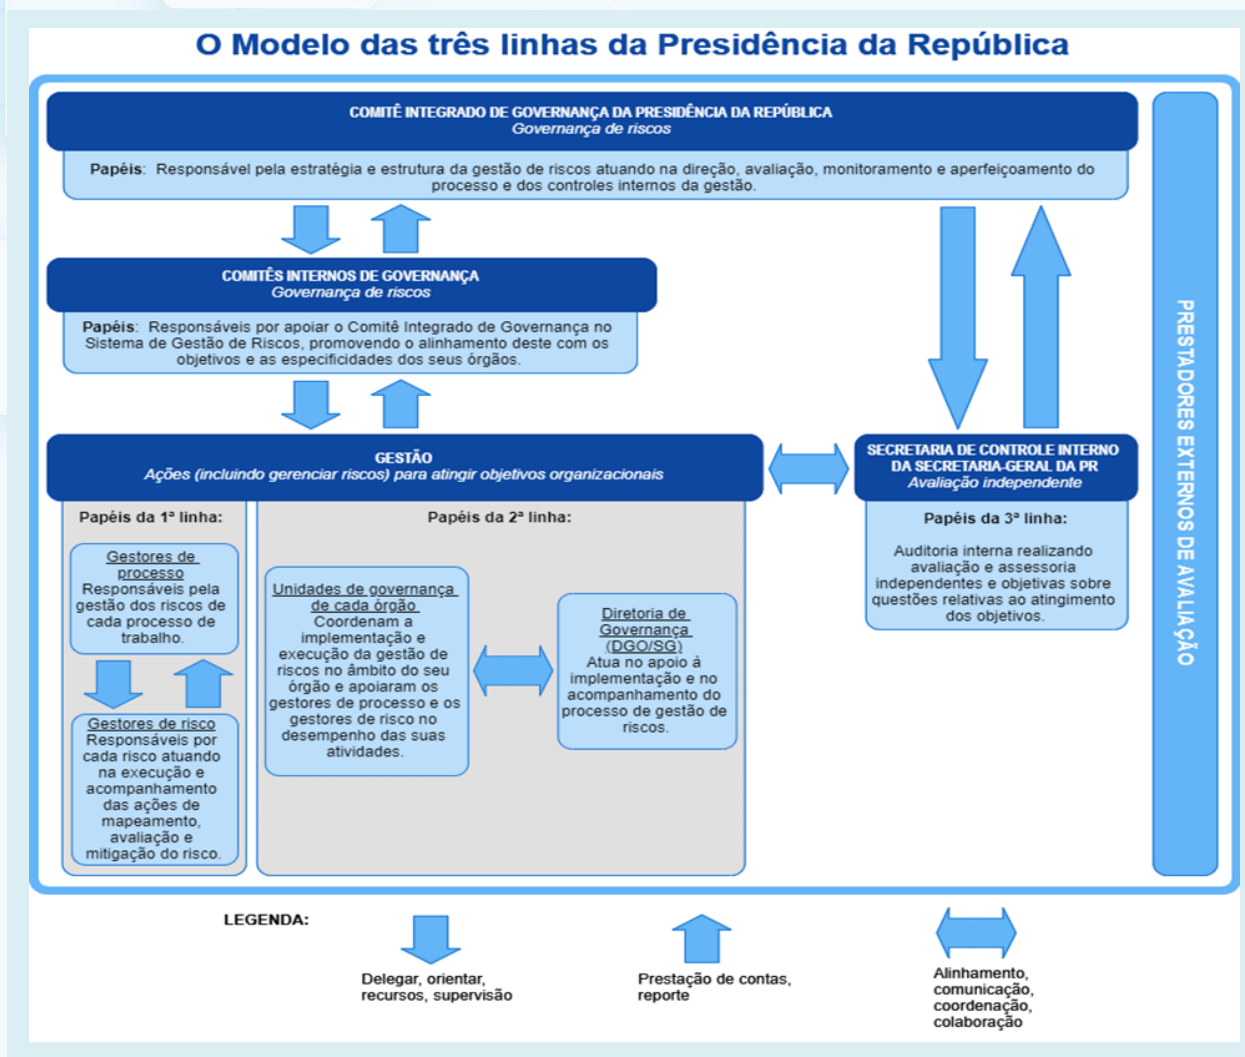 O Modelo das três linhas da Presidência da República
COMITÊ INTEGRADO DE GOVERNANÇA DA PRESIDÊNCIA DA REPÚBLICA
Governança de riscos
Papéis: Responsável pela estratégia e estrutura da gestão de riscos atuando na direção, avaliação, monitoramento e aperfeiçoamento do
processo e dos controles internos da gestão.
COMITÊS INTERNOS DE GOVERNANÇA
Governança de riscos
Papéis: Responsáveis por apoiar o Comitê Integrado de Governança no
Sistema de Gestão de Riscos, promovendo o alinhamento deste com os
objetivos e as especificidades dos seus órgãos.
GESTÃO
Ações (incluindo gerenciar riscos) para atingir objetivos organizacionais
Papéis da 1ª linha:
Gestores de
processo
Responsáveis pela
gestão dos riscos de
cada processo de
trabalho.
Gestores de risco
Responsáveis por
cada risco atuando
na execução e
acompanhamento
das ações de
mapeamento,
avaliação e
mitigação do risco.
Papéis da 2ª linha:
Unidades de governança
de cada órgão
Coordenam a
implementação e
execução da gestão de
riscos no âmbito do seu
órgão e apoiaram os
gestores de processo e os
gestores de risco no
desempenho das suas
atividades.
Diretoria de
Governança
(DGO/SG)
Atua no apoio à
implementação e no
acompanhamento do
processo de gestão de
riscos.
SECRETARIA DE CONTROLE INTERNO
DA SECRETARIA-GERAL DA PR
Avaliação independente
Papéis da 3ª linha:
Auditoria interna realizando
avaliação e assessoria
independentes e objetivas sobre
questões relativas ao atingimento
dos objetivos.
PRESTADORES EXTERNOS DE AVALIAÇÃO
LEGENDA:
Delegar, orientar,
recursos, supervisão
Prestação de contas,
reporte
Alinhamento,
comunicação,
coordenação,
colaboração